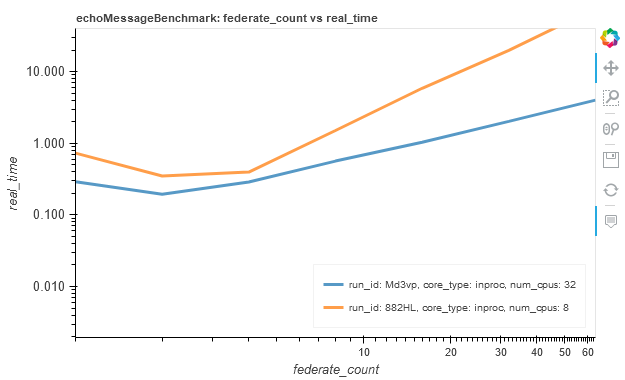 echoMessageBenchmark: federate_count vs real_time
10.000
1.000
0.100
0.010
real_time
run_id: Md3vp, core_type: inproc, num_cpus: 32
run_id: 882HL, core_type: inproc, num_cpus: 8
10 20 30 40 50 60
federate_count